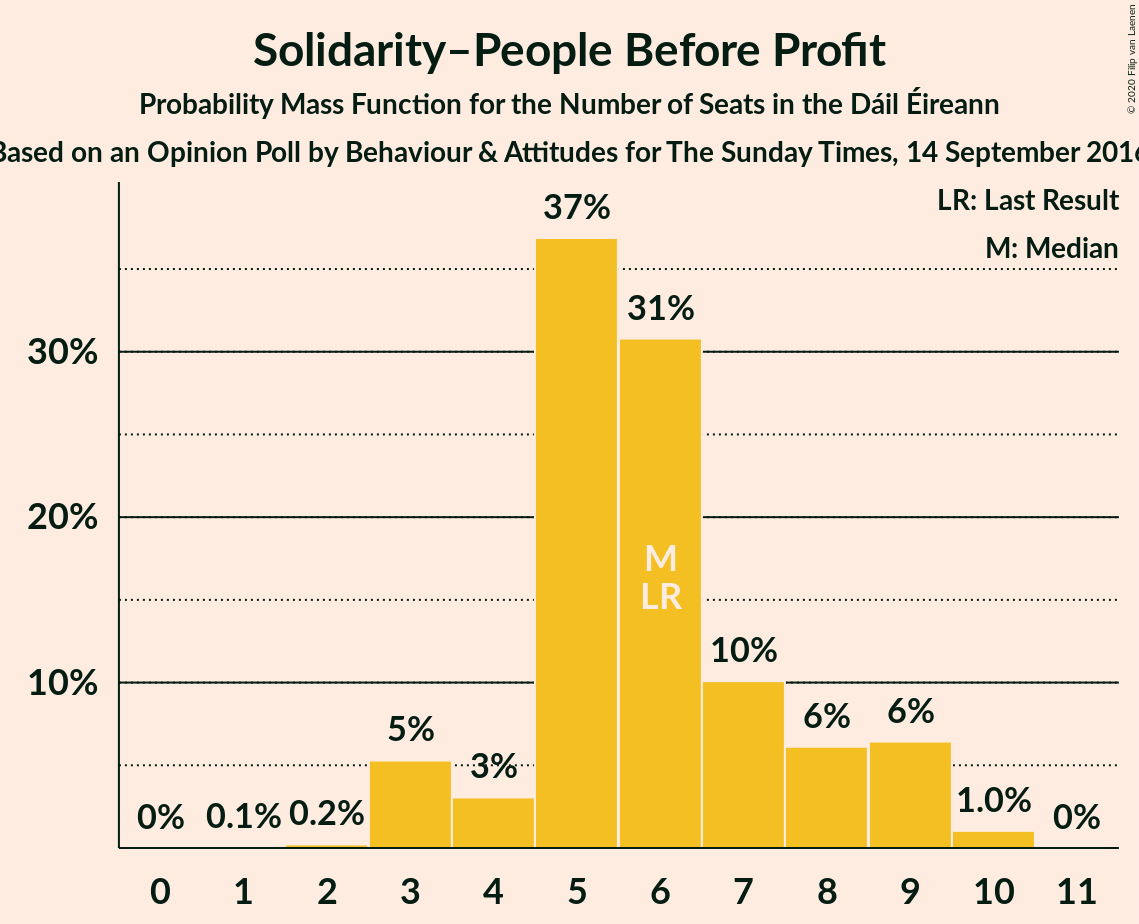 Solidarity–People Before Profit
Probability Mass Function for the Number of Seats in the Dáil Éireann
Based on an Opinion Poll by Behaviour & Attitudes for The Sunday Times, 14 September 2016
© 2020 Filip van Laenen
LR: Last Result
M: Median
30%
20%
10%
0%
0.1%
0.2%
5%
3%
37%
31%
10%
6%
6%
1.0%
0%
M
LR
0 1 2 3 4 5 6 7 8 9 10 11